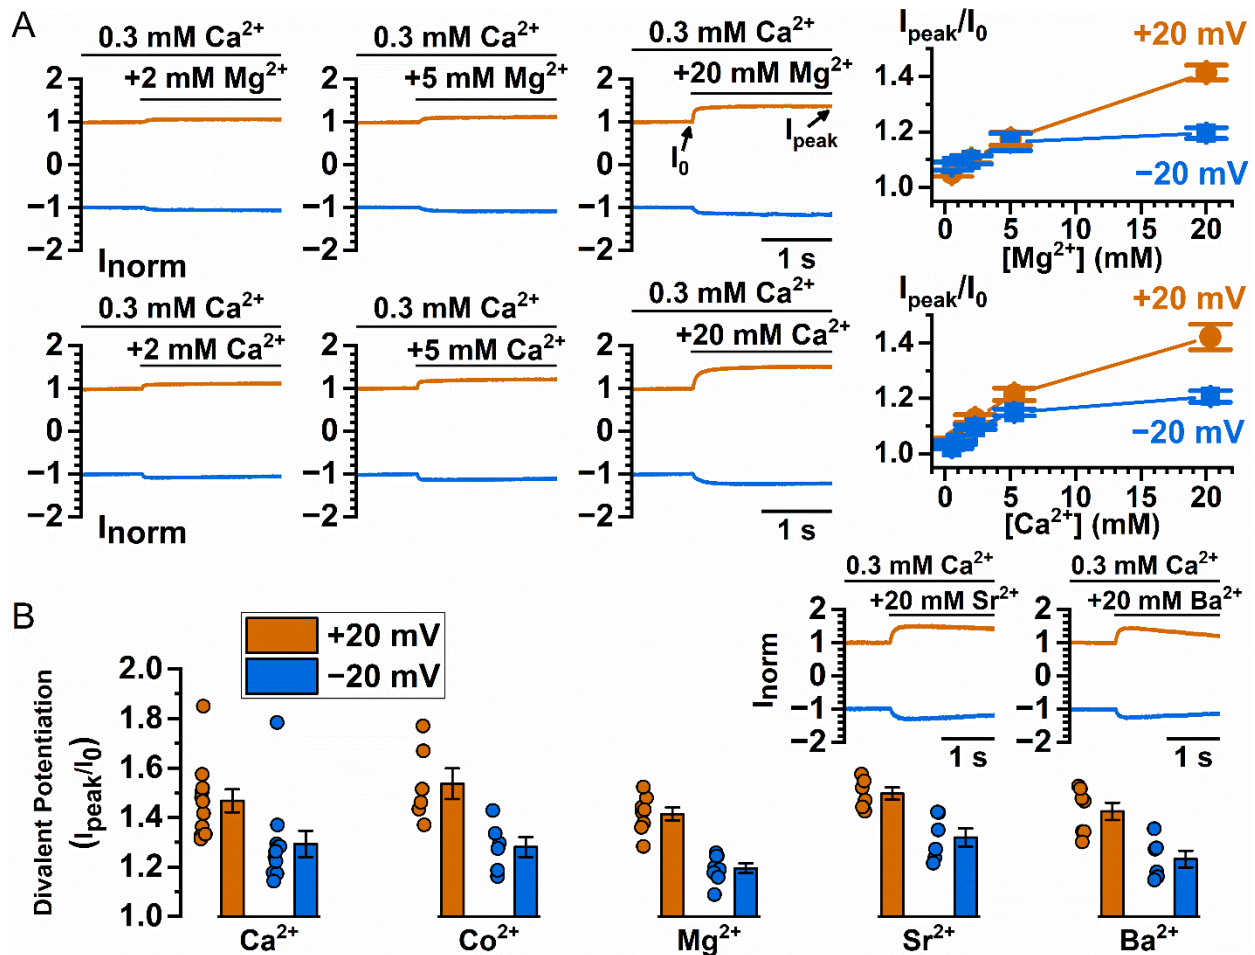 A
0.3 mM Ca²⁺
+2 mM Mg²⁺
2
1
0
−1
−2
Inorm
0.3 mM Ca²⁺
+5 mM Mg²⁺
2
1
0
−1
−2
0.3 mM Ca²⁺
+20 mM Mg²⁺
2
1
0
−1
−2
I₀
Ipeak
1 s
Ipeak/I₀
+20 mV
1.4
1.2
1.0
−20 mV
0 5 10 15 20
[Mg²⁺] (mM)
0.3 mM Ca²⁺
+2 mM Ca²⁺
2
1
0
−1
−2
Inorm
0.3 mM Ca²⁺
+5 mM Ca²⁺
2
1
0
−1
−2
0.3 mM Ca²⁺
+20 mM Ca²⁺
2
1
0
−1
−2
1 s
Ipeak/I₀
+20 mV
1.4
1.2
1.0
−20 mV
0 5 10 15 20
[Ca²⁺] (mM)
0.3 mM Ca²⁺
+20 mM Sr²⁺
2
1
0
−1
−2
Inorm
1 s
0.3 mM Ca²⁺
+20 mM Ba²⁺
2
1
0
−1
−2
1 s
B
+20 mV
−20 mV
Divalent Potentiation
(Ipeak/I₀)
2.0
1.8
1.6
1.4
1.2
1.0
Ca²⁺ Co²⁺ Mg²⁺ Sr²⁺ Ba²⁺